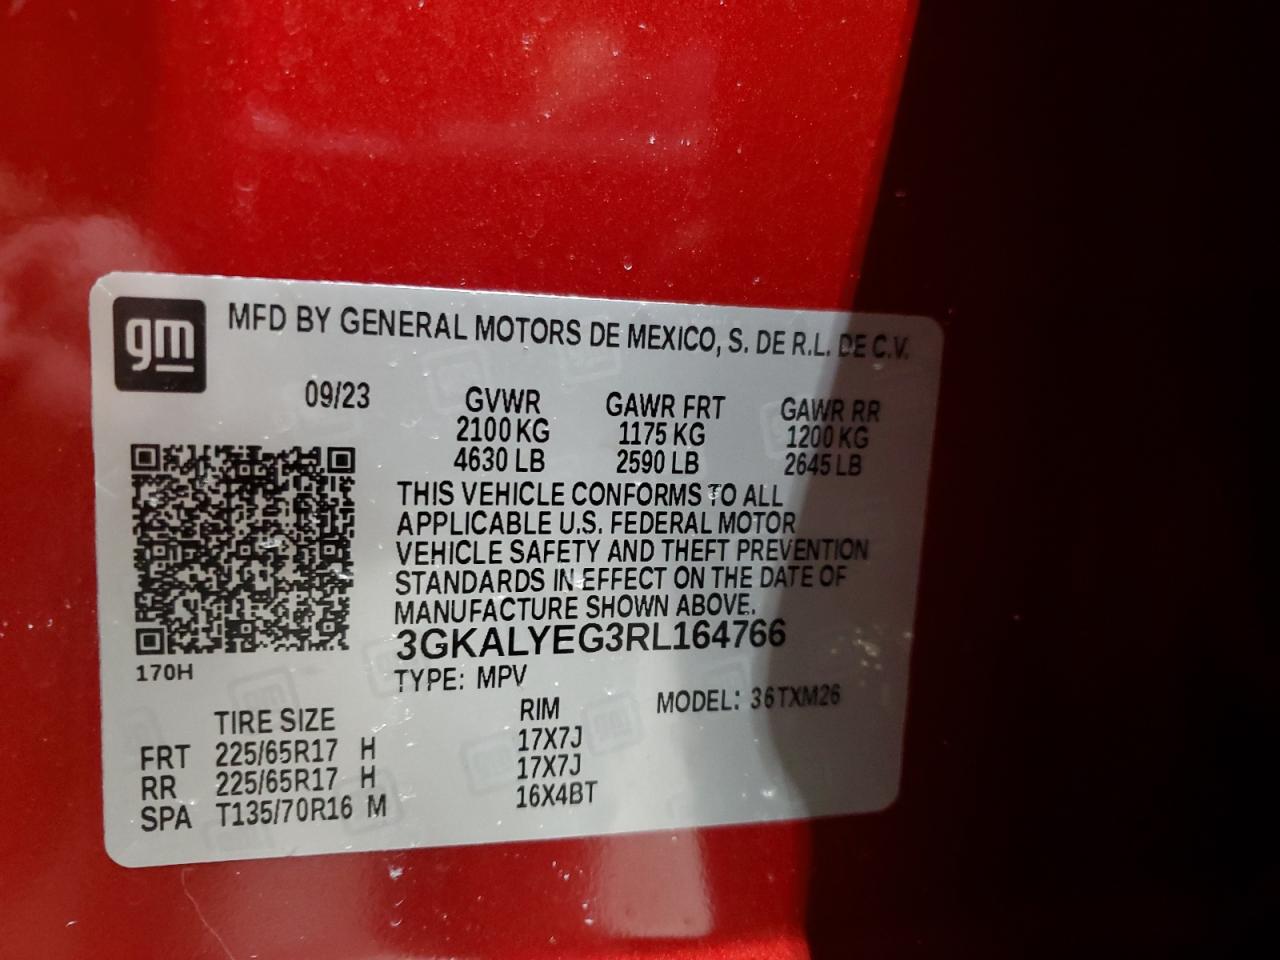 gm
MFD BY GENERAL MOTORS DE MEXICO, S. DE R.L. DE C.V.
09/23 GVWR GAWR FRT GAWR RR
2100 KG 1175 KG 1200 KG
4630 LB 2590 LB 2645 LB
THIS VEHICLE CONFORMS TO ALL
APPLICABLE U.S. FEDERAL MOTOR
VEHICLE SAFETY AND THEFT PREVENTION
STANDARDS IN EFFECT ON THE DATE OF
MANUFACTURE SHOWN ABOVE.
3GKALYEG3RL164766
170H
TYPE: MPV
MODEL: 36TXM26
TIRE SIZE RIM
FRT 225/65R17 H 17X7J
RR 225/65R17 H 17X7J
SPA T135/70R16 M 16X4BT